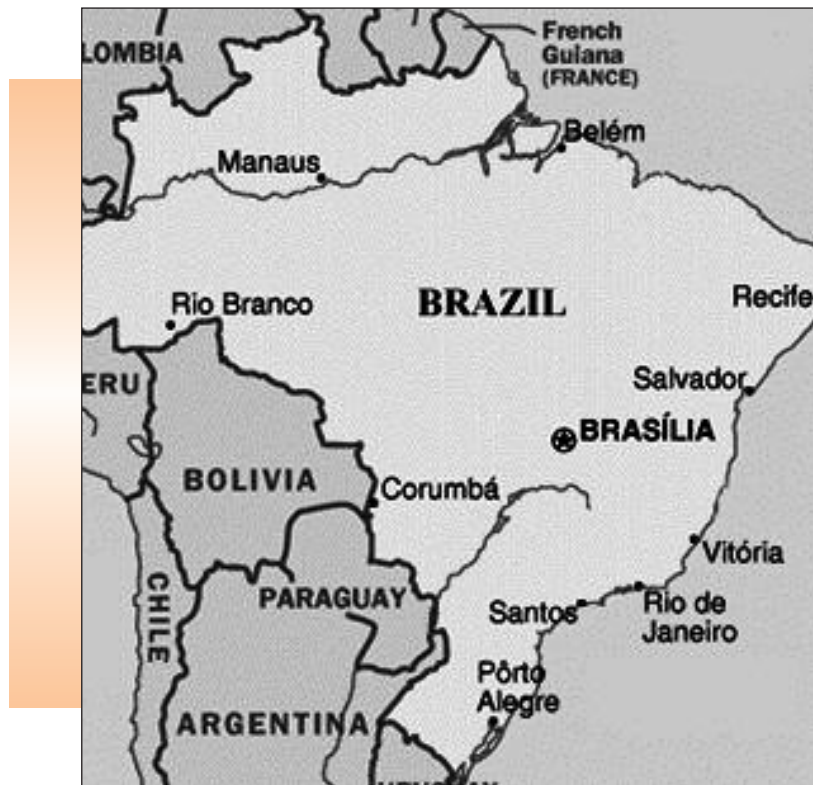 LOMBIA
French
Guiana
(FRANCE)
Belém
Manaus
Rio Branco
BRAZIL
Recife
ERU
Salvador
BRASÍLIA
BOLIVIA
Corumbá
Vitória
CHILE
PARAGUAY
Santos
Rio de
Janeiro
Pôrto
Alegre
ARGENTINA
URUGUAY